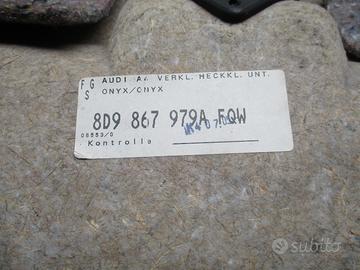 F G AUDI A4 VERKL. HECKKL. UNT.
S ONYX/ONYX
8D9 867 979A FQW
08553/0
Kontrolle
subito